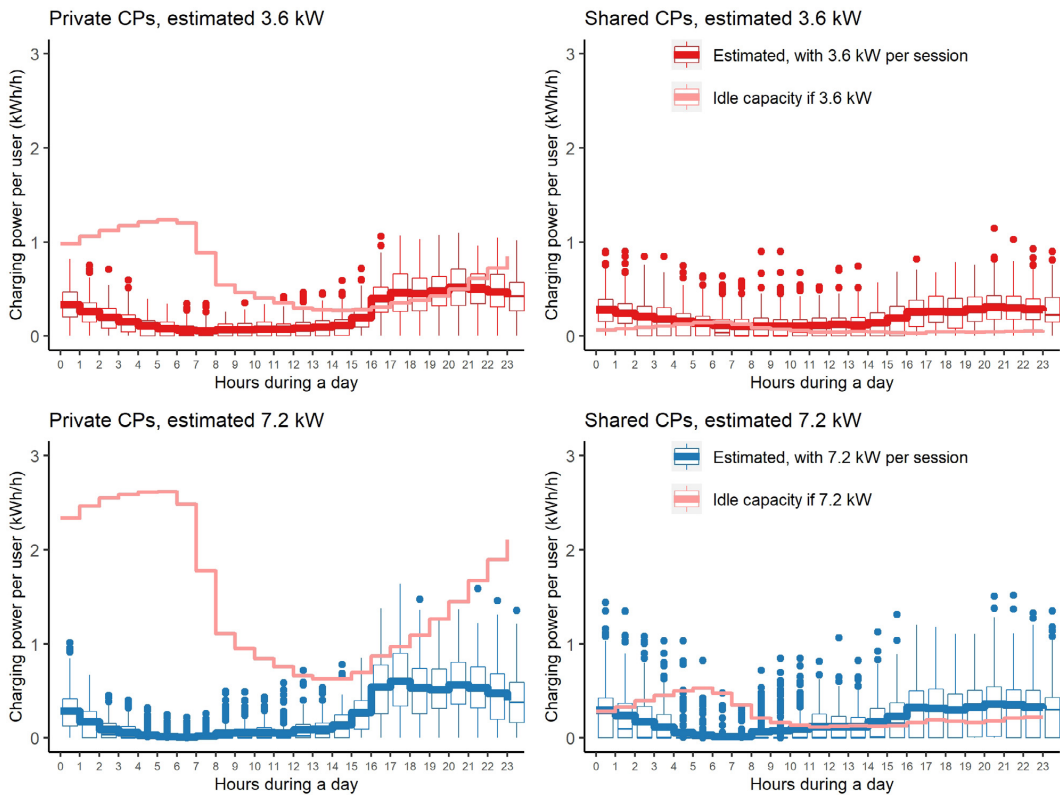 Private CPs, estimated 3.6 kW
Charging power per user (kWh/h)
3
2
1
0
0 1 2 3 4 5 6 7 8 9 10 11 12 13 14 15 16 17 18 19 20 21 22 23
Hours during a day
Shared CPs, estimated 3.6 kW
Estimated, with 3.6 kW per session
Idle capacity if 3.6 kW
Charging power per user (kWh/h)
3
2
1
0
0 1 2 3 4 5 6 7 8 9 10 11 12 13 14 15 16 17 18 19 20 21 22 23
Hours during a day
Private CPs, estimated 7.2 kW
Charging power per user (kWh/h)
3
2
1
0
0 1 2 3 4 5 6 7 8 9 10 11 12 13 14 15 16 17 18 19 20 21 22 23
Hours during a day
Shared CPs, estimated 7.2 kW
Estimated, with 7.2 kW per session
Idle capacity if 7.2 kW
Charging power per user (kWh/h)
3
2
1
0
0 1 2 3 4 5 6 7 8 9 10 11 12 13 14 15 16 17 18 19 20 21 22 23
Hours during a day